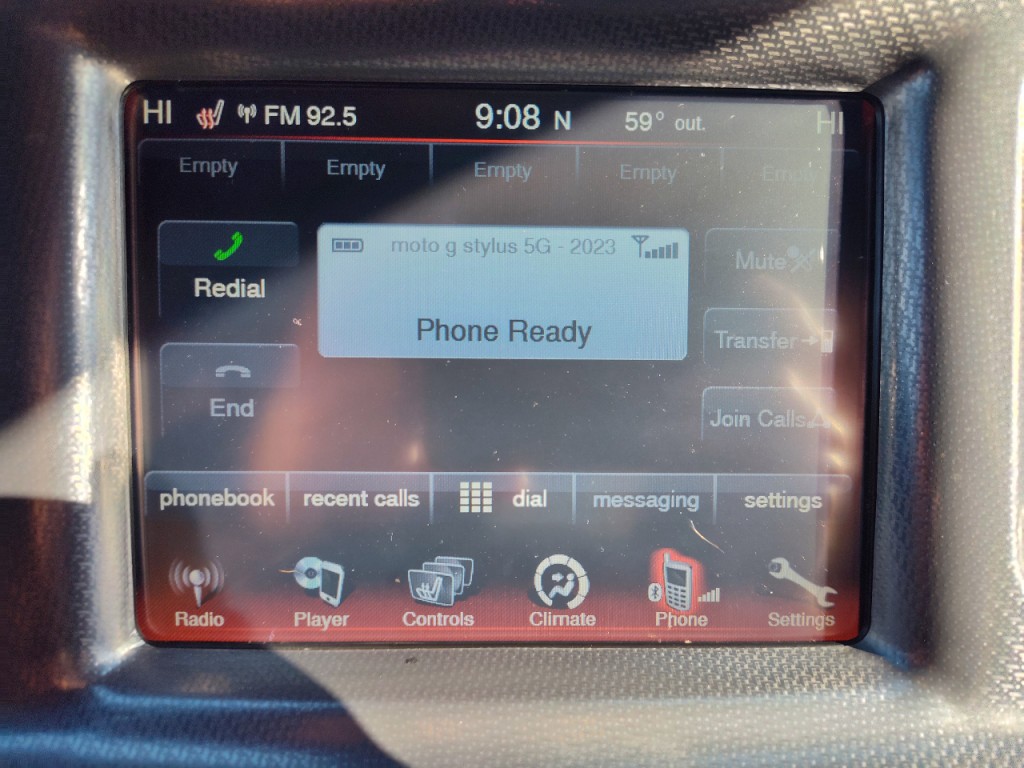 HI FM 92.5 9:08 N 59° out. HI
Empty Empty Empty Empty Empty
moto g stylus 5G - 2023
Phone Ready
Redial
End
Mute
Transfer
Join Calls
phonebook recent calls dial messaging settings
Radio Player Controls Climate Phone Settings